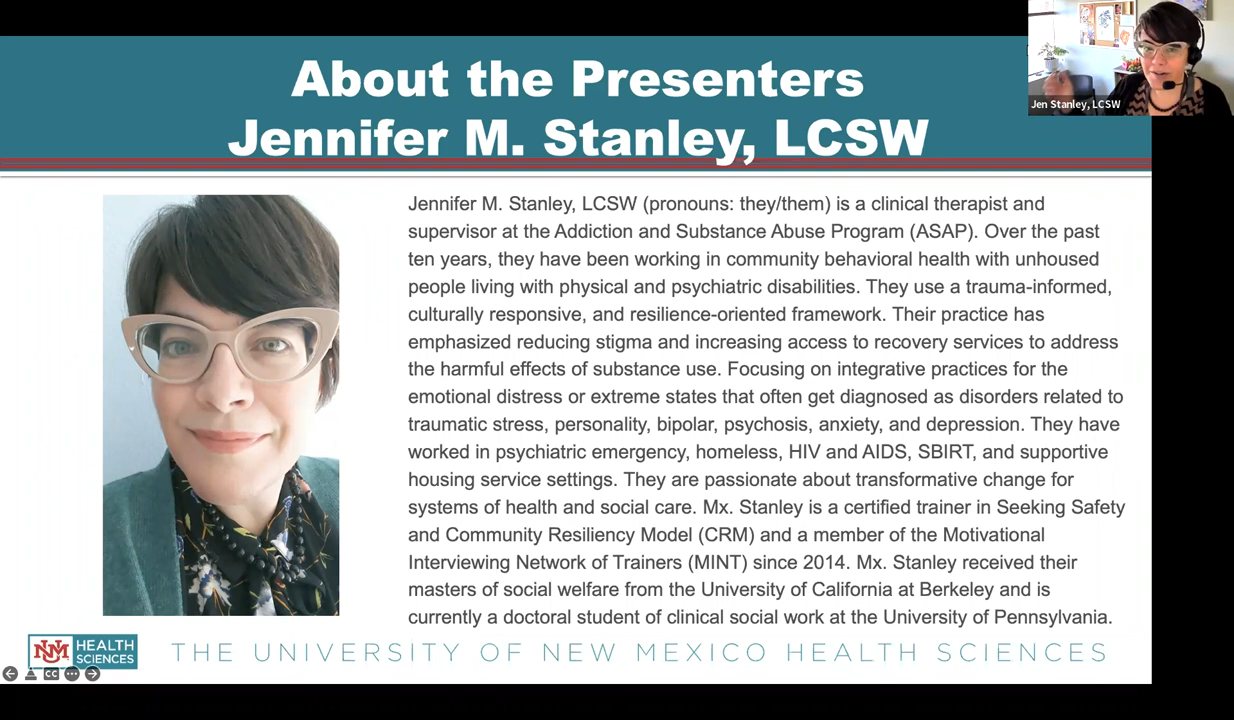 About the Presenters
Jennifer M. Stanley, LCSW
Jen Stanley, LCSW
Jennifer M. Stanley, LCSW (pronouns: they/them) is a clinical therapist and
supervisor at the Addiction and Substance Abuse Program (ASAP). Over the past
ten years, they have been working in community behavioral health with unhoused
people living with physical and psychiatric disabilities. They use a trauma-informed,
culturally responsive, and resilience-oriented framework. Their practice has
emphasized reducing stigma and increasing access to recovery services to address
the harmful effects of substance use. Focusing on integrative practices for the
emotional distress or extreme states that often get diagnosed as disorders related to
traumatic stress, personality, bipolar, psychosis, anxiety, and depression. They have
worked in psychiatric emergency, homeless, HIV and AIDS, SBIRT, and supportive
housing service settings. They are passionate about transformative change for
systems of health and social care. Mx. Stanley is a certified trainer in Seeking Safety
and Community Resiliency Model (CRM) and a member of the Motivational
Interviewing Network of Trainers (MINT) since 2014. Mx. Stanley received their
masters of social welfare from the University of California at Berkeley and is
currently a doctoral student of clinical social work at the University of Pennsylvania.
UNM HEALTH
SCIENCES
THE UNIVERSITY OF NEW MEXICO HEALTH SCIENCES
CC